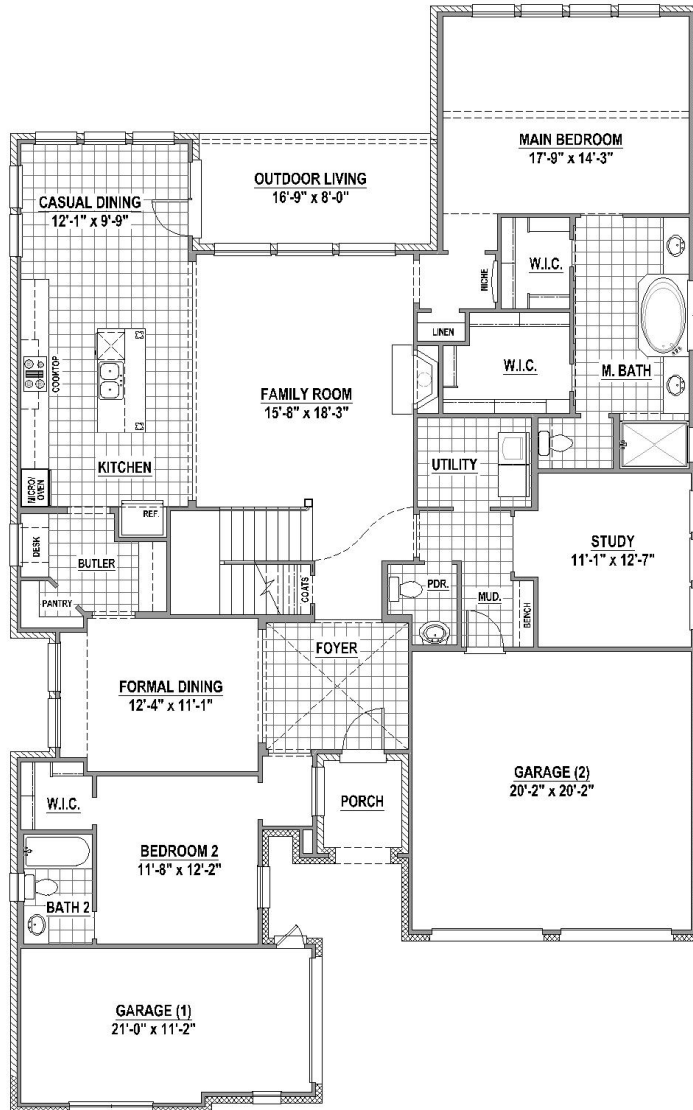 MAIN BEDROOM
17'-9" x 14'-3"
OUTDOOR LIVING
16'-9" x 8'-0"
CASUAL DINING
12'-1" x 9'-9"
W.I.C.
NICHE
LINEN
W.I.C.
M. BATH
COOKTOP
FAMILY ROOM
15'-8" x 18'-3"
KITCHEN
UTILITY
MICRO/
OVEN
REF.
DESK
BUTLER
STUDY
11'-1" x 12'-7"
COATS
PDR.
MUD.
BENCH
PANTRY
FOYER
FORMAL DINING
12'-4" x 11'-1"
GARAGE (2)
20'-2" x 20'-2"
W.I.C.
PORCH
BEDROOM 2
11'-8" x 12'-2"
BATH 2
GARAGE (1)
21'-0" x 11'-2"